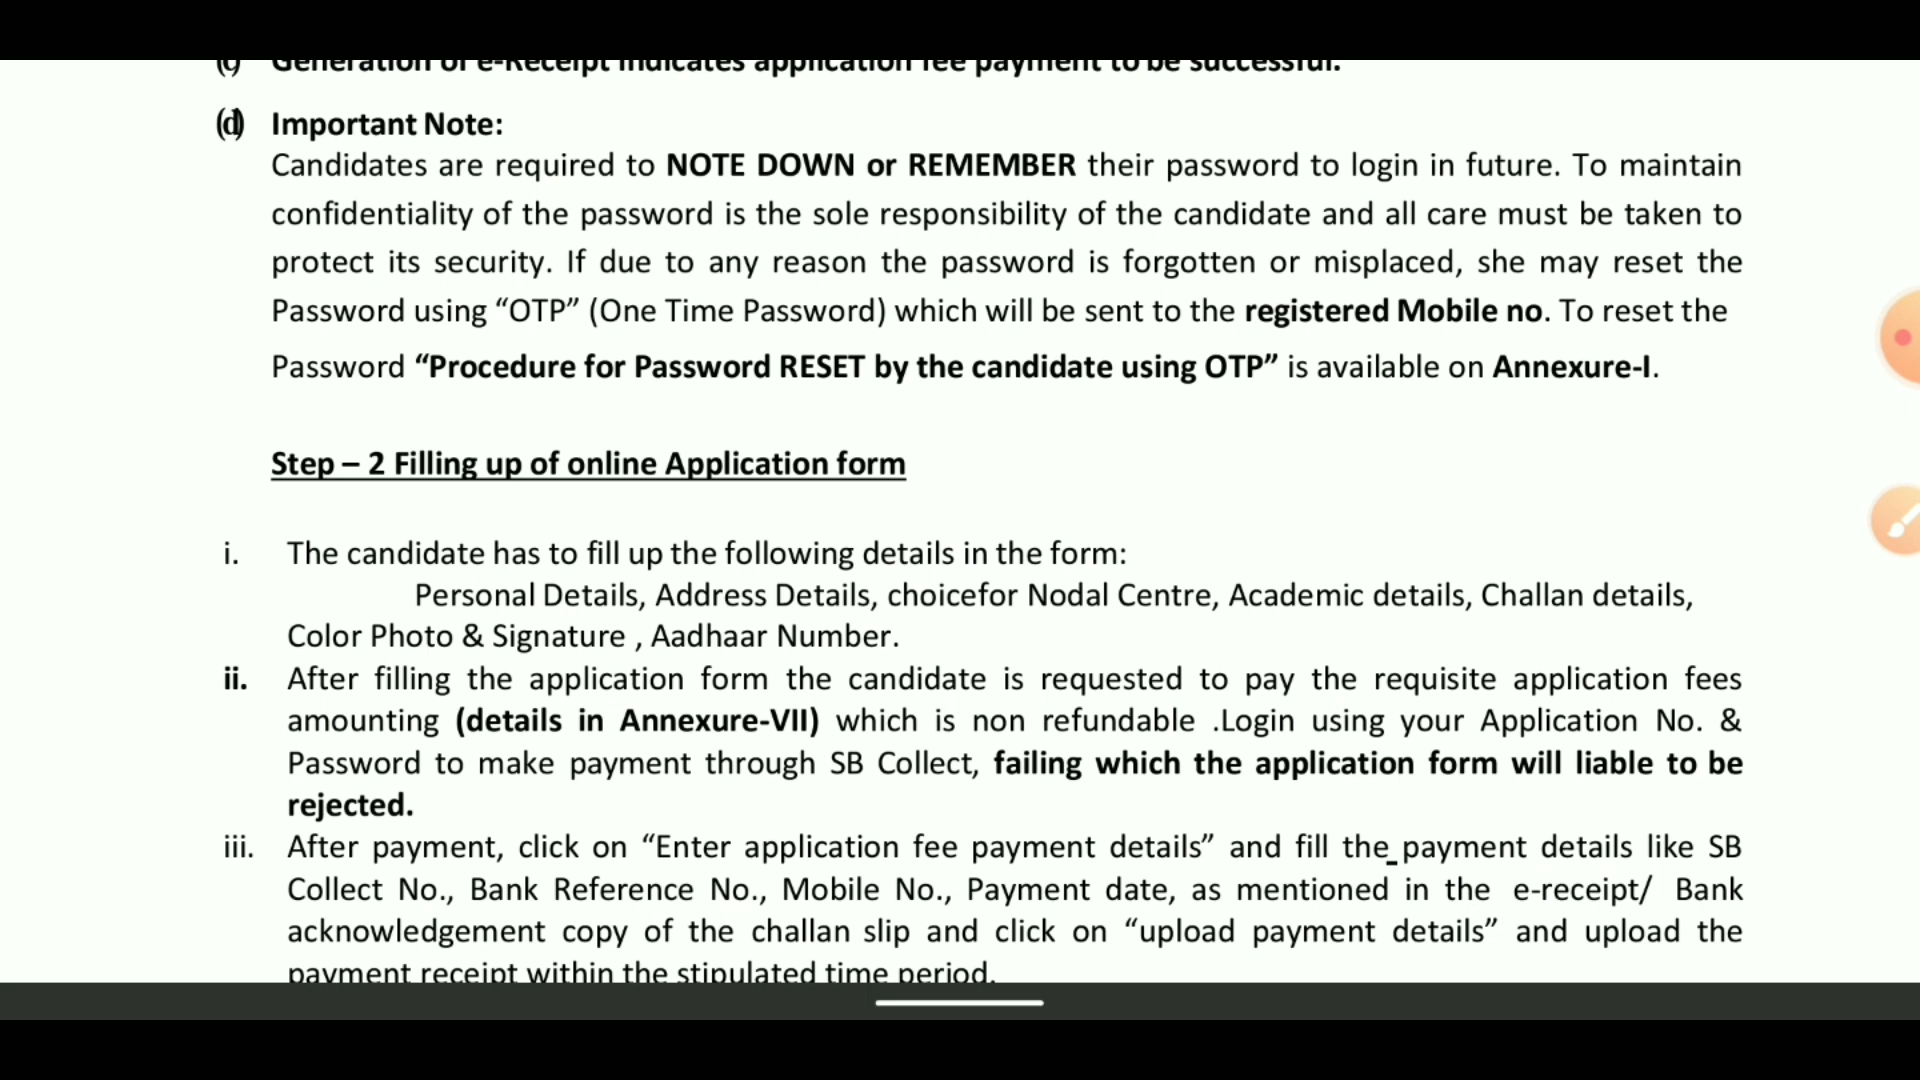 (c) Generation of e-Receipt indicates application fee payment to be successful.
(d) Important Note:
Candidates are required to NOTE DOWN or REMEMBER their password to login in future. To maintain
confidentiality of the password is the sole responsibility of the candidate and all care must be taken to
protect its security. If due to any reason the password is forgotten or misplaced, she may reset the
Password using “OTP” (One Time Password) which will be sent to the registered Mobile no. To reset the
Password “Procedure for Password RESET by the candidate using OTP” is available on Annexure-I.
Step – 2 Filling up of online Application form
i. The candidate has to fill up the following details in the form:
Personal Details, Address Details, choicefor Nodal Centre, Academic details, Challan details,
Color Photo & Signature , Aadhaar Number.
ii. After filling the application form the candidate is requested to pay the requisite application fees
amounting (details in Annexure-VII) which is non refundable .Login using your Application No. &
Password to make payment through SB Collect, failing which the application form will liable to be
rejected.
iii. After payment, click on “Enter application fee payment details” and fill the payment details like SB
Collect No., Bank Reference No., Mobile No., Payment date, as mentioned in the e-receipt/ Bank
acknowledgement copy of the challan slip and click on “upload payment details” and upload the
payment receipt within the stipulated time period.